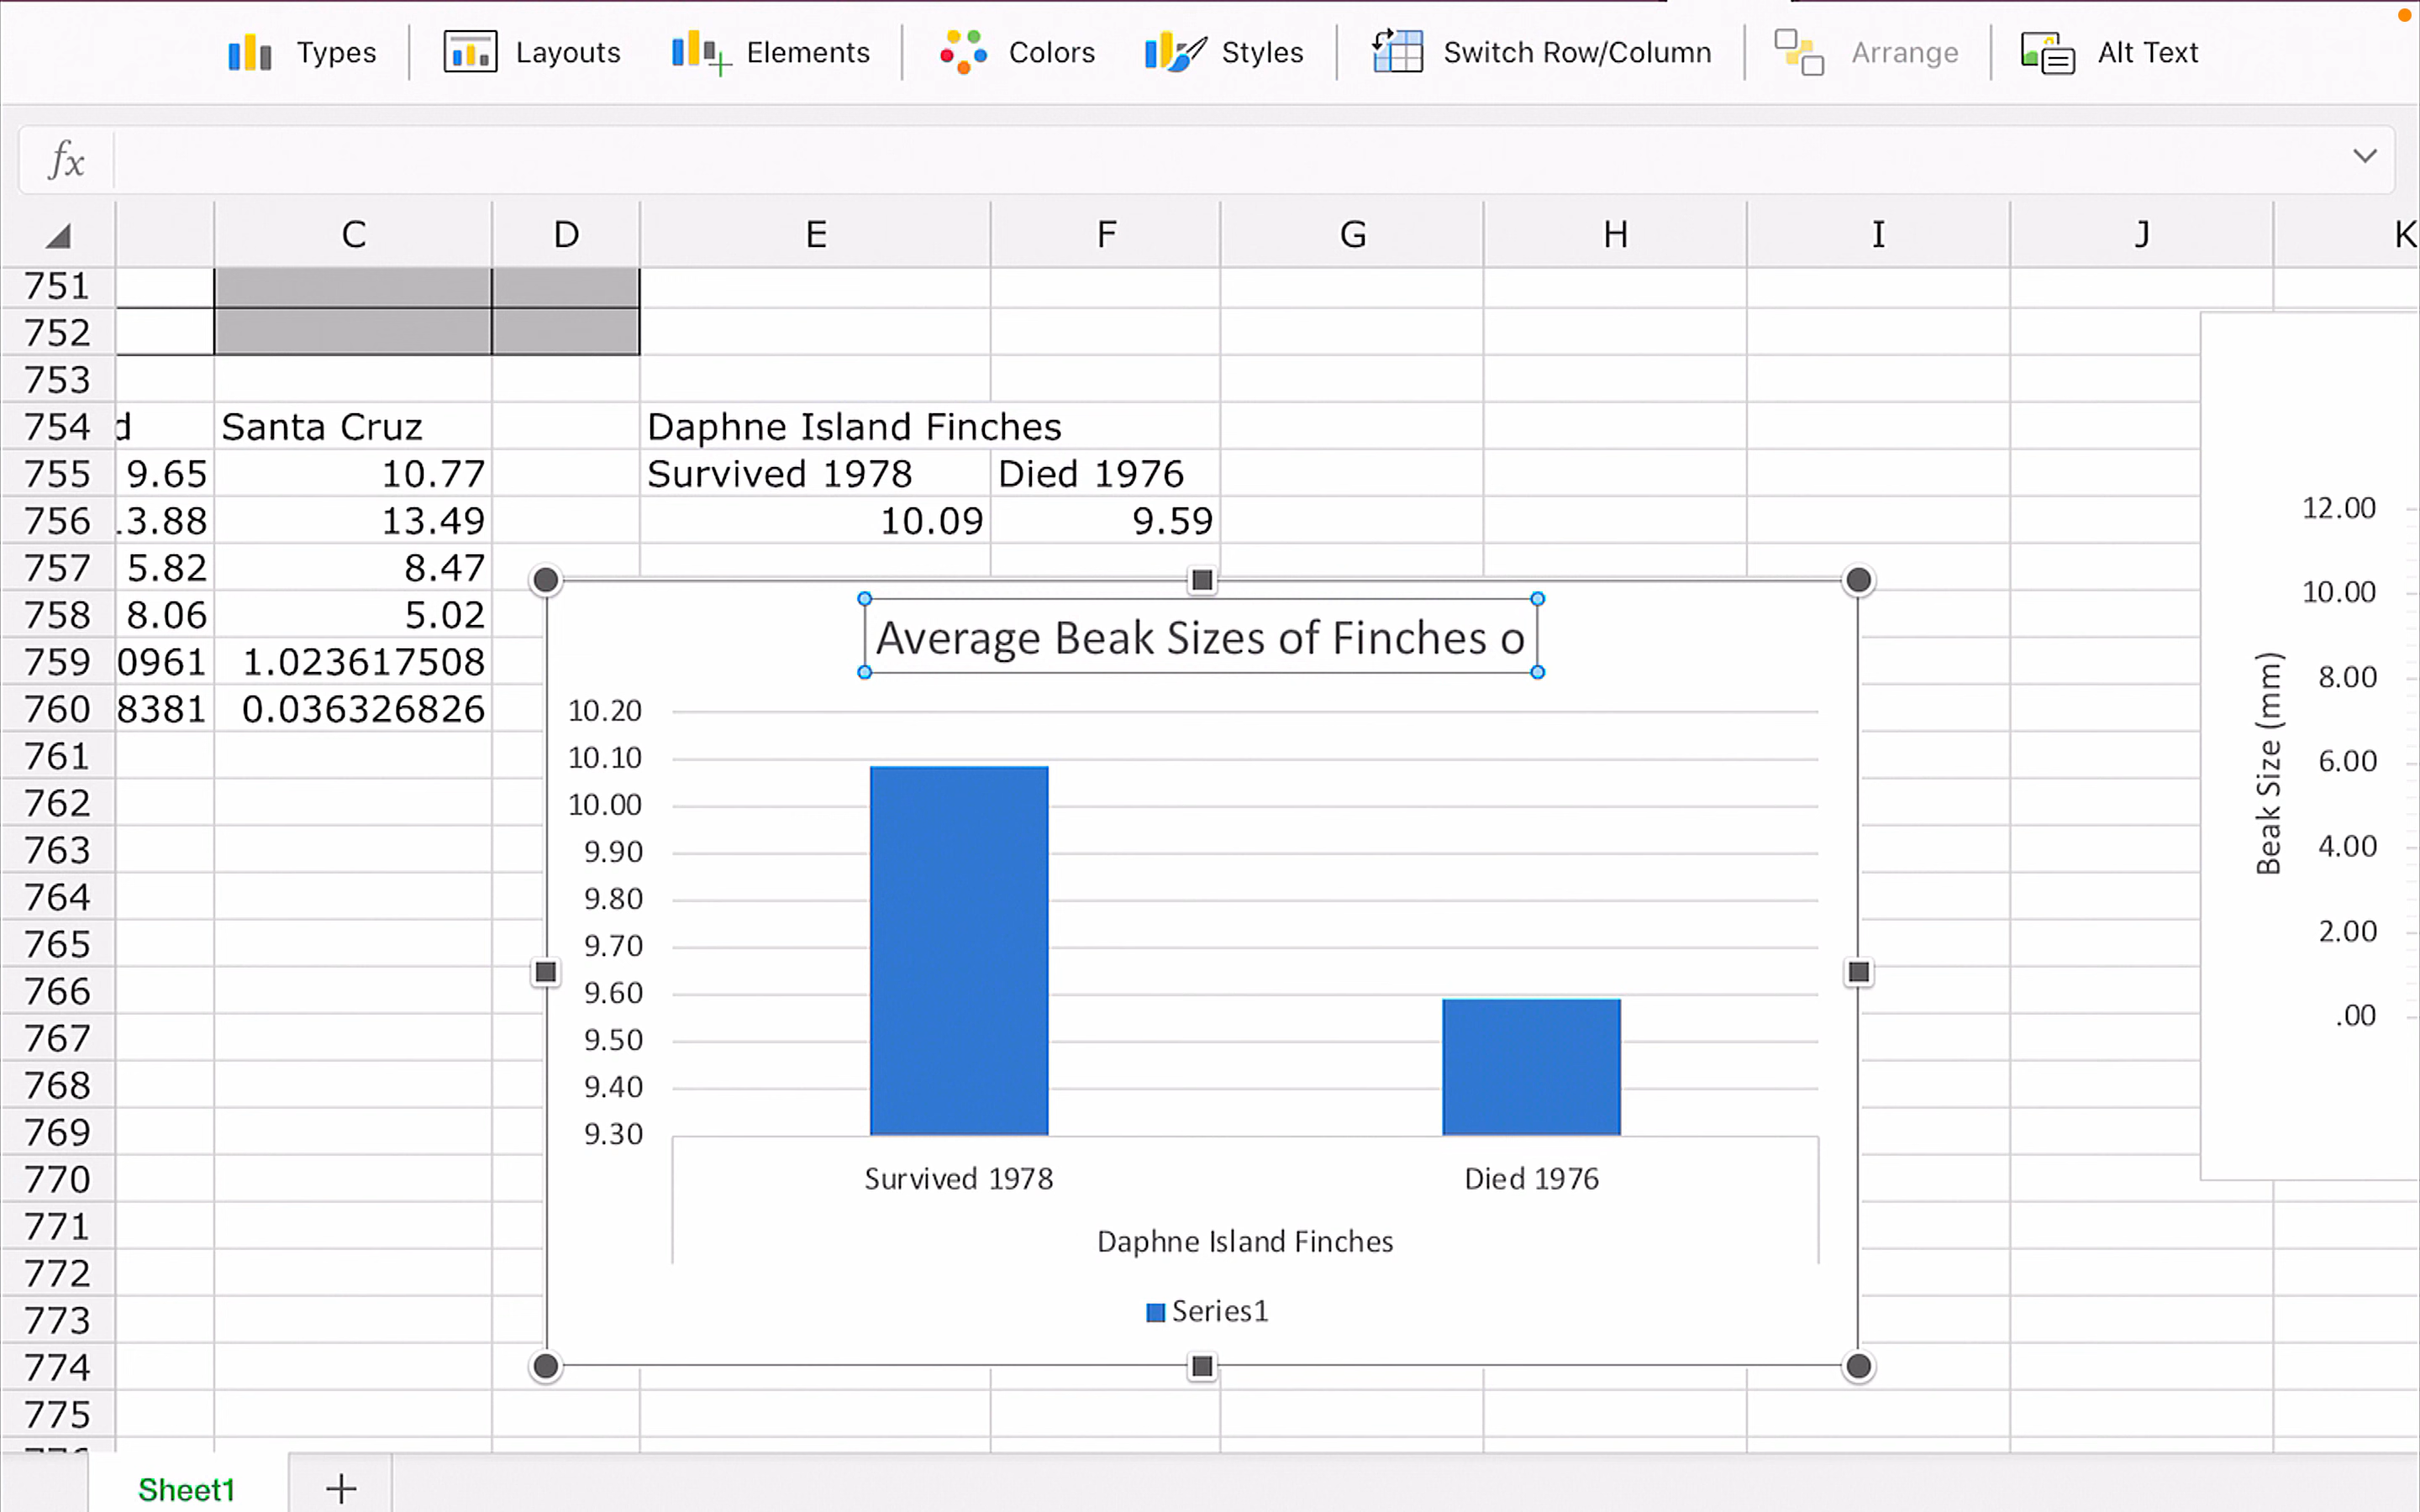 Types Layouts Elements Colors Styles Switch Row/Column Arrange Alt Text
fx
C D E F G H I J K
751
752
753
754 d Santa Cruz Daphne Island Finches
755 9.65 10.77 Survived 1978 Died 1976
756 .3.88 13.49 10.09 9.59
757 5.82 8.47
758 8.06 5.02
759 0961 1.023617508
760 8381 0.036326826
761
762
763
764
765
766
767
768
769
770
771
772
773
774
775
Average Beak Sizes of Finches o
10.20
10.10
10.00
9.90
9.80
9.70
9.60
9.50
9.40
9.30
Survived 1978 Died 1976
Daphne Island Finches
Series1
Beak Size (mm)
12.00
10.00
8.00
6.00
4.00
2.00
.00
Sheet1 +